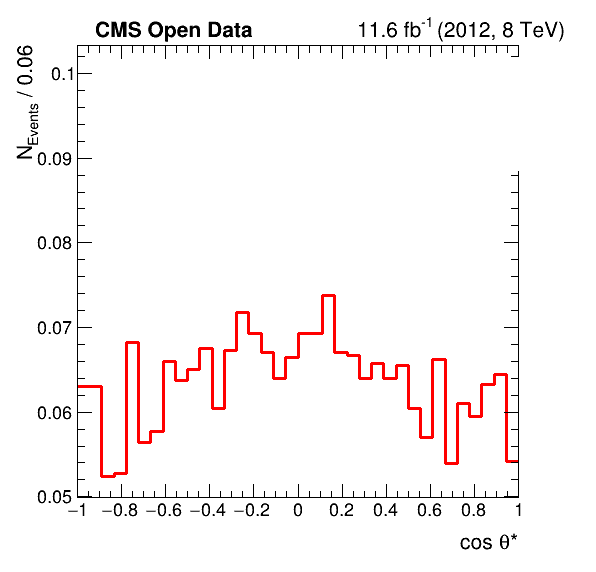 CMS Open Data
11.6 fb⁻¹ (2012, 8 TeV)
N_Events / 0.06
0.1
0.09
0.08
0.07
0.06
0.05
−1 −0.8 −0.6 −0.4 −0.2 0 0.2 0.4 0.6 0.8 1
cos θ*